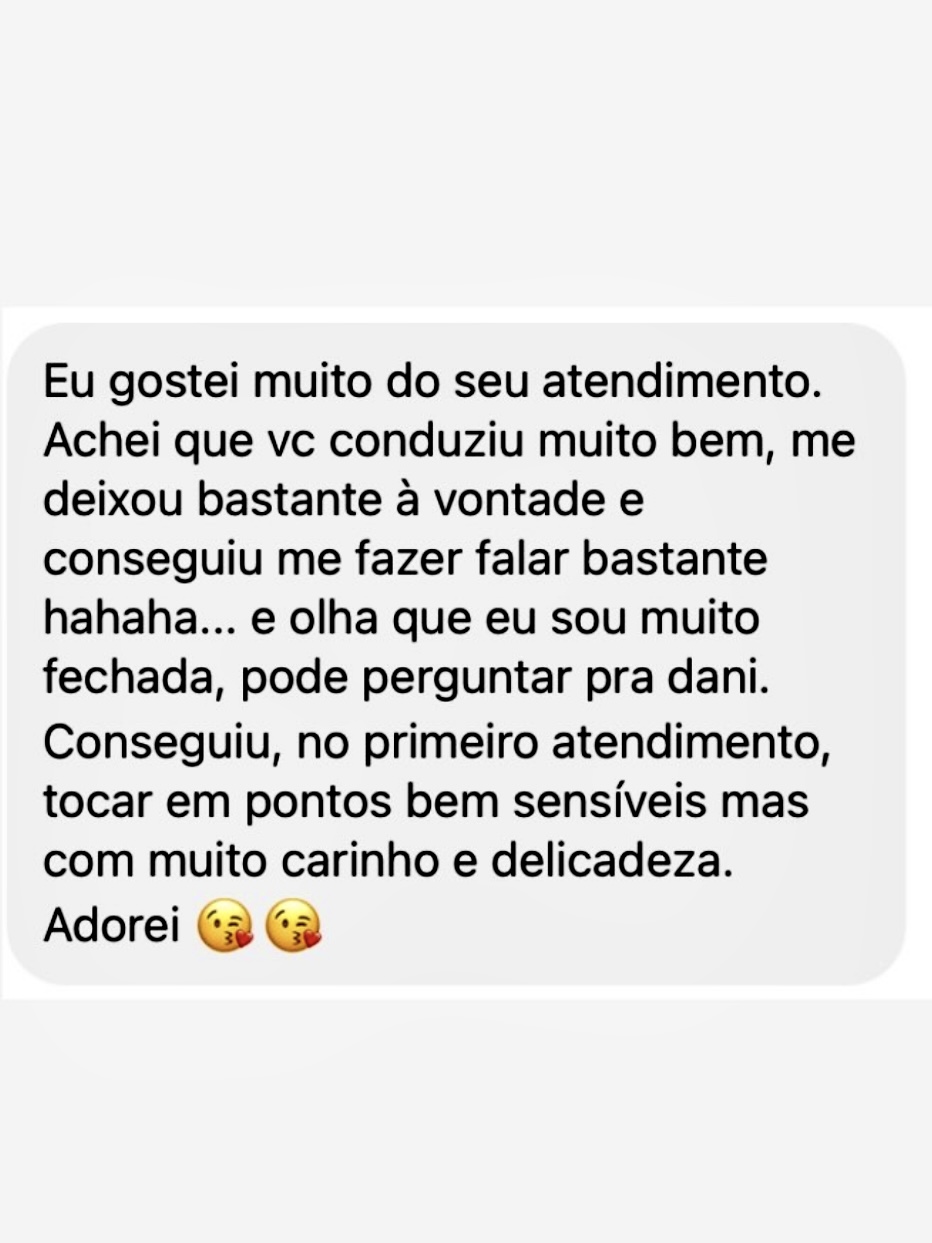 Eu gostei muito do seu atendimento.
Achei que vc conduziu muito bem, me
deixou bastante à vontade e
conseguiu me fazer falar bastante
hahaha... e olha que eu sou muito
fechada, pode perguntar pra dani.
Conseguiu, no primeiro atendimento,
tocar em pontos bem sensíveis mas
com muito carinho e delicadeza.
Adorei 😘😘